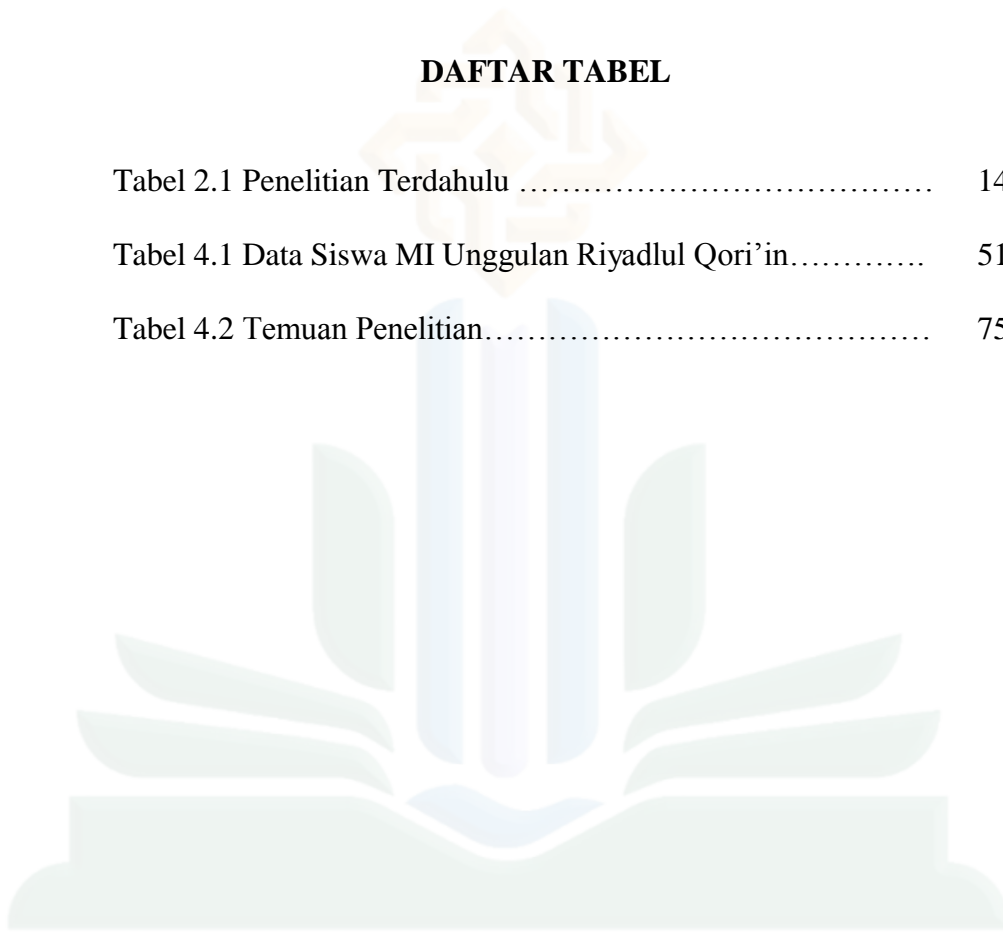 DAFTAR TABEL
Tabel 2.1 Penelitian Terdahulu ………………………………… 14
Tabel 4.1 Data Siswa MI Unggulan Riyadlul Qori’in…………. 51
Tabel 4.2 Temuan Penelitian…………………………………… 75